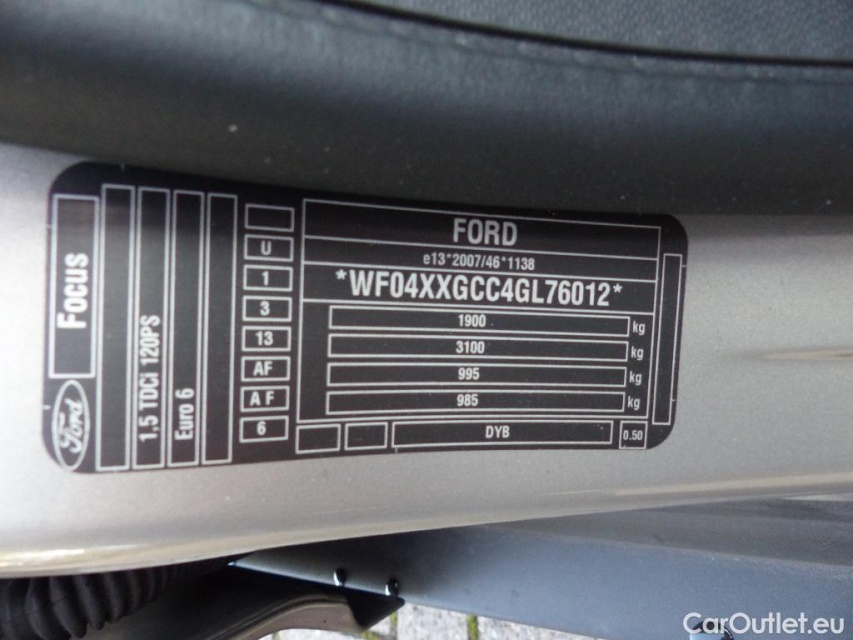 Focus
Ford
1,5 TDCi 120PS
Euro 6
U
1
3
13
AF
A F
6
FORD
e13*2007/46*1138
*WF04XXGCC4GL76012*
1900 kg
3100 kg
995 kg
985 kg
DYB
0.50
CarOutlet.eu